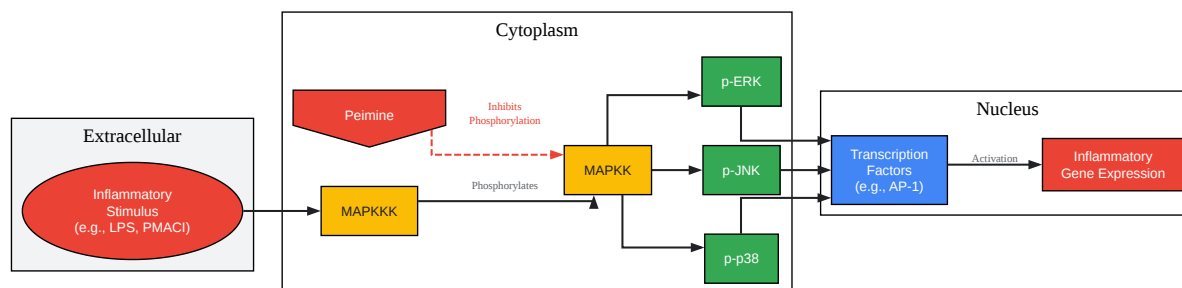 Extracellular
Inflammatory
Stimulus
(e.g., LPS, PMACI)
Cytoplasm
Peimine
Inhibits
Phosphorylation
MAPKKK
Phosphorylates
MAPKK
p-ERK
p-JNK
p-p38
Nucleus
Transcription
Factors
(e.g., AP-1)
Activation
Inflammatory
Gene Expression